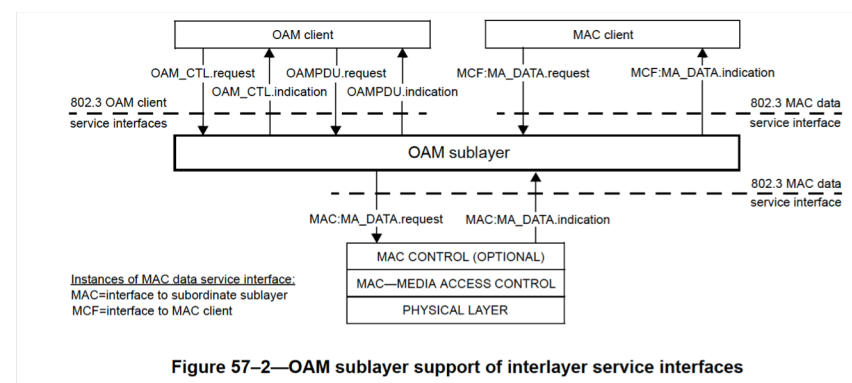 OAM client
MAC client
OAM_CTL.request
OAMPDU.request
MCF:MA_DATA.request
MCF:MA_DATA.indication
OAM_CTL.indication
OAMPDU.indication
802.3 OAM client
service interfaces
802.3 MAC data
service interface
OAM sublayer
802.3 MAC data
service interface
MAC:MA_DATA.request
MAC:MA_DATA.indication
MAC CONTROL (OPTIONAL)
MAC—MEDIA ACCESS CONTROL
PHYSICAL LAYER
Instances of MAC data service interface:
MAC=interface to subordinate sublayer
MCF=interface to MAC client
Figure 57–2—OAM sublayer support of interlayer service interfaces